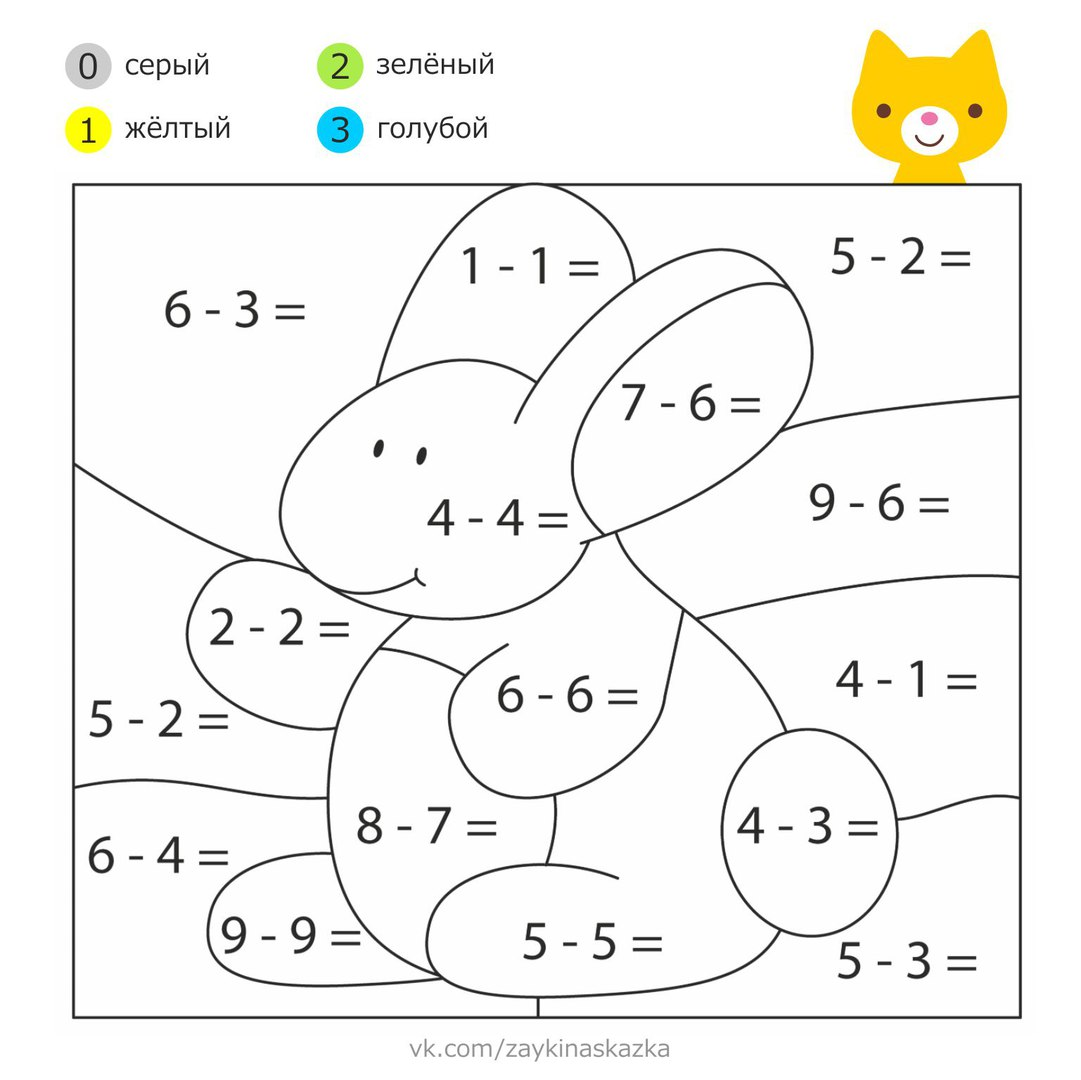 0 серый
2 зелёный
1 жёлтый
3 голубой
1 - 1 =
5 - 2 =
6 - 3 =
7 - 6 =
9 - 6 =
4 - 4 =
2 - 2 =
4 - 1 =
6 - 6 =
5 - 2 =
8 - 7 =
4 - 3 =
6 - 4 =
9 - 9 =
5 - 5 =
5 - 3 =
vk.com/zaykinaskazka